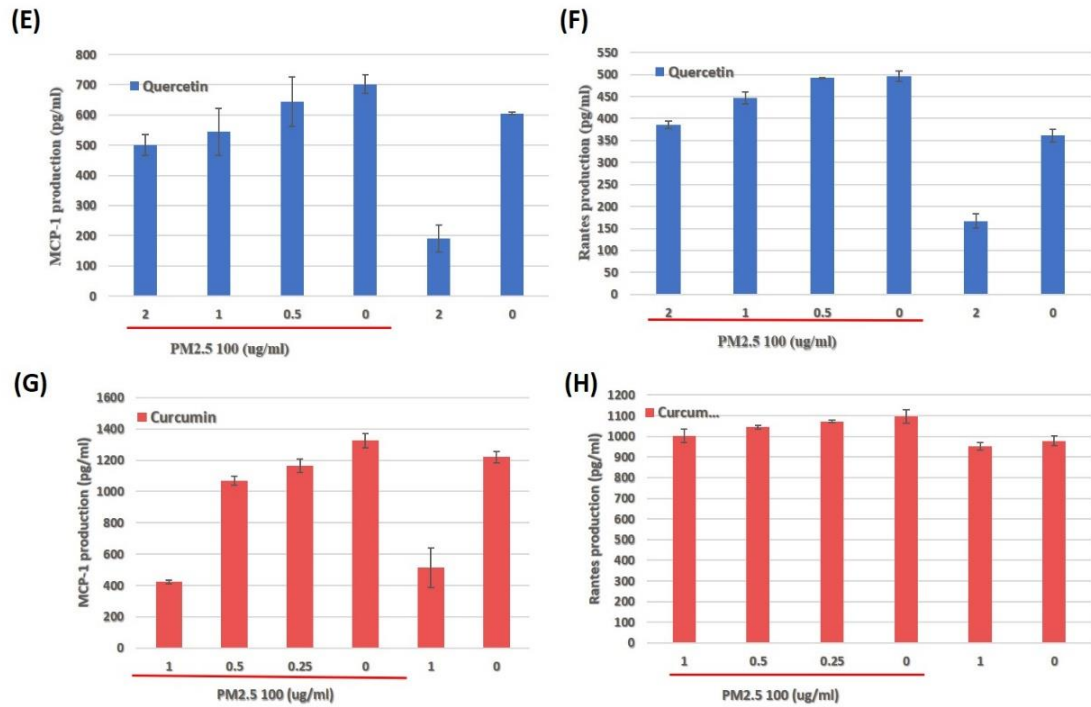 (E)
MCP-1 production (pg/ml)
800
700
600
500
400
300
200
100
0
Quercetin
2 1 0.5 0 2 0
PM2.5 100 (ug/ml)
(F)
Rantes production (pg/ml)
550
500
450
400
350
300
250
200
150
100
50
0
Quercetin
2 1 0.5 0 2 0
PM2.5 100 (ug/ml)
(G)
MCP-1 production (pg/ml)
1600
1400
1200
1000
800
600
400
200
0
Curcumin
1 0.5 0.25 0 1 0
PM2.5 100 (ug/ml)
(H)
Rantes production (pg/ml)
1200
1100
1000
900
800
700
600
500
400
300
200
100
0
Curcum...
1 0.5 0.25 0 1 0
PM2.5 100 (ug/ml)